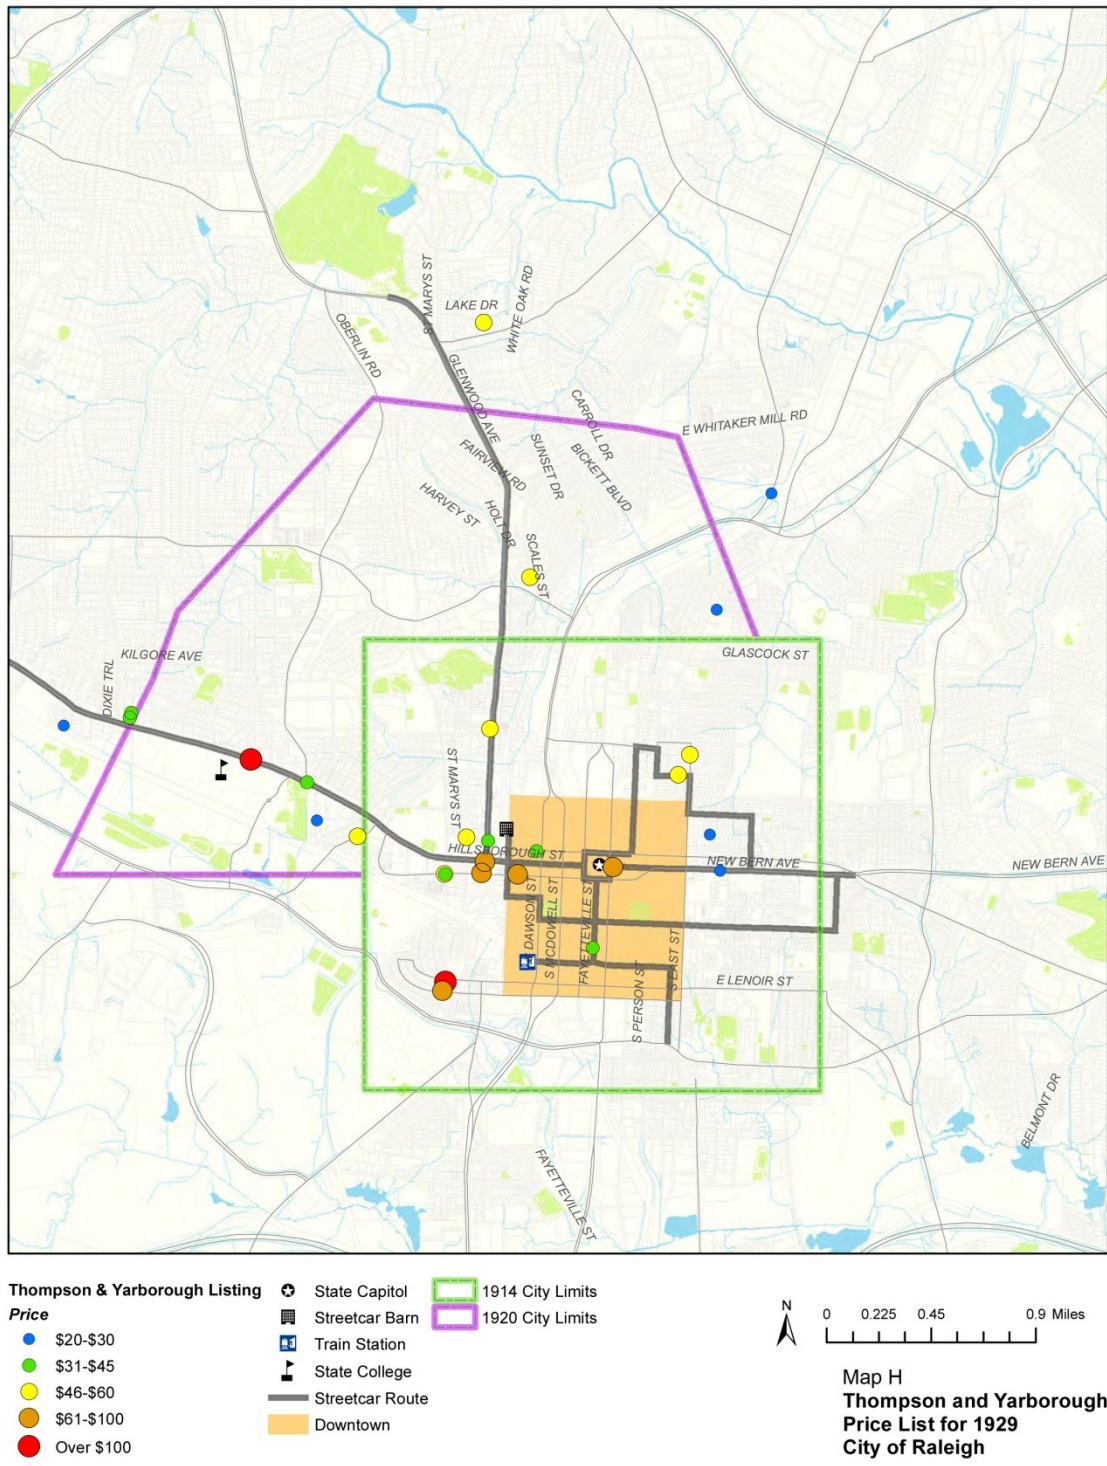 ST MARYS ST
LAKE DR
WHITE OAK RD
OBERLIN RD
GLENWOOD AVE
CARROLL DR
E WHITAKER MILL RD
FAIRVIEW RD
SUNSET DR
BICKETT BLVD
HARVEY ST
HOLT DR
SCALES ST
KILGORE AVE
GLASCOCK ST
DIXIE TRL
ST MARYS ST
HILLSBOROUGH ST
NEW BERN AVE
NEW BERN AVE
S DAWSON ST
S MCDOWELL ST
FAYETTEVILLE ST
S PERSON ST
S EAST ST
E LENOIR ST
BELMONT DR
FAYETTEVILLE ST
Thompson & Yarborough Listing
Price
$20-$30
$31-$45
$46-$60
$61-$100
Over $100
State Capitol
Streetcar Barn
Train Station
State College
Streetcar Route
Downtown
1914 City Limits
1920 City Limits
N
0 0.225 0.45 0.9 Miles
Map H
Thompson and Yarborough
Price List for 1929
City of Raleigh